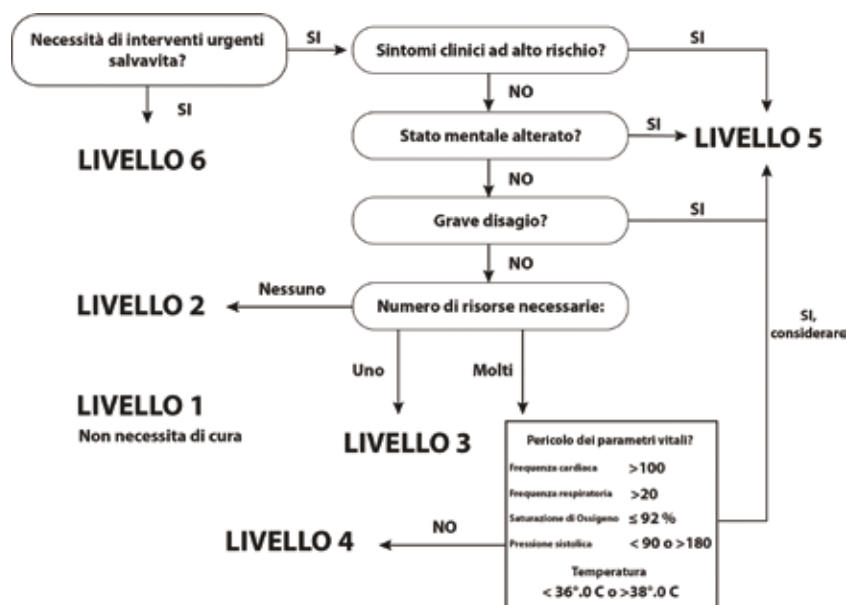 Necessità di interventi urgenti
salvavita?
SI
Sintomi clinici ad alto rischio?
SI
SI
NO
LIVELLO 6
Stato mentale alterato?
SI
LIVELLO 5
NO
Grave disagio?
SI
NO
LIVELLO 2
Nessuno
Numero di risorse necessarie:
SI,
considerare
Uno
Molti
LIVELLO 1
Non necessita di cura
LIVELLO 3
Pericolo dei parametri vitali?
Frequenza cardiaca >100
Frequenza respiratoria >20
Saturazione di Ossigeno ≤ 92 %
Pressione sistolica < 90 o >180
Temperatura
< 36°.0 C o >38°.0 C
NO
LIVELLO 4